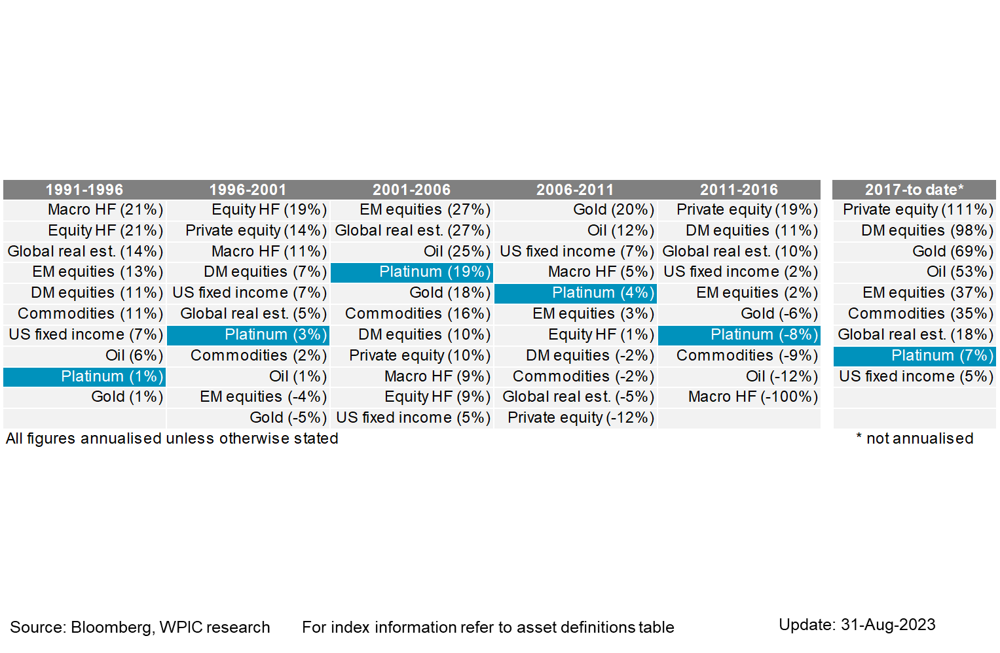 1991-1996 1996-2001 2001-2006 2006-2011 2011-2016 2017-to date*
Macro HF (21%) Equity HF (19%) EM equities (27%) Gold (20%) Private equity (19%) Private equity (111%)
Equity HF (21%) Private equity (14%) Global real est. (27%) Oil (12%) DM equities (11%) DM equities (98%)
Global real est. (14%) Macro HF (11%) Oil (25%) US fixed income (7%) Global real est. (10%) Gold (69%)
EM equities (13%) DM equities (7%) Platinum (19%) Macro HF (5%) US fixed income (2%) Oil (53%)
DM equities (11%) US fixed income (7%) Gold (18%) Platinum (4%) EM equities (2%) EM equities (37%)
Commodities (11%) Global real est. (5%) Commodities (16%) EM equities (3%) Gold (-6%) Commodities (35%)
US fixed income (7%) Platinum (3%) DM equities (10%) Equity HF (1%) Platinum (-8%) Global real est. (18%)
Oil (6%) Commodities (2%) Private equity (10%) DM equities (-2%) Commodities (-9%) Platinum (7%)
Platinum (1%) Oil (1%) Macro HF (9%) Commodities (-2%) Oil (-12%) US fixed income (5%)
Gold (1%) EM equities (-4%) Equity HF (9%) Global real est. (-5%) Macro HF (-100%)
Gold (-5%) US fixed income (5%) Private equity (-12%)
All figures annualised unless otherwise stated * not annualised
Source: Bloomberg, WPIC research For index information refer to asset definitions table Update: 31-Aug-2023